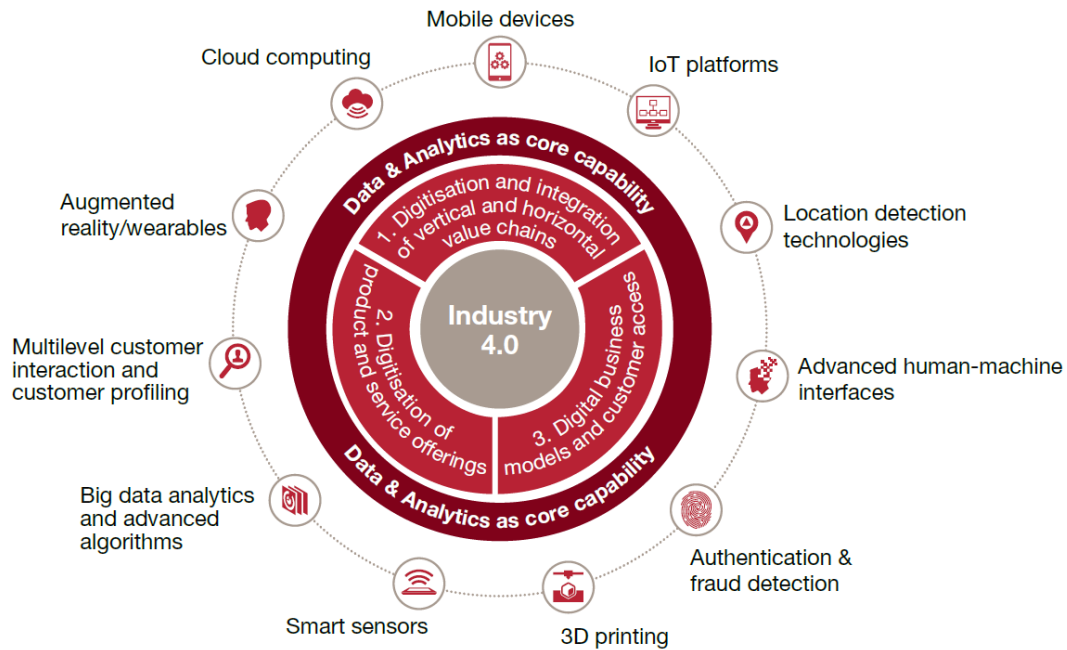 Mobile devices
Cloud computing
IoT platforms
Data & Analytics as core capability
1. Digitisation and integration
of vertical and horizontal
value chains
Augmented
reality/wearables
Location detection
technologies
Industry
4.0
2. Digitisation of
product and service offerings
3. Digital business
models and customer access
Multilevel customer
interaction and
customer profiling
Advanced human-machine
interfaces
Data & Analytics as core capability
Big data analytics
and advanced
algorithms
Authentication &
fraud detection
Smart sensors
3D printing